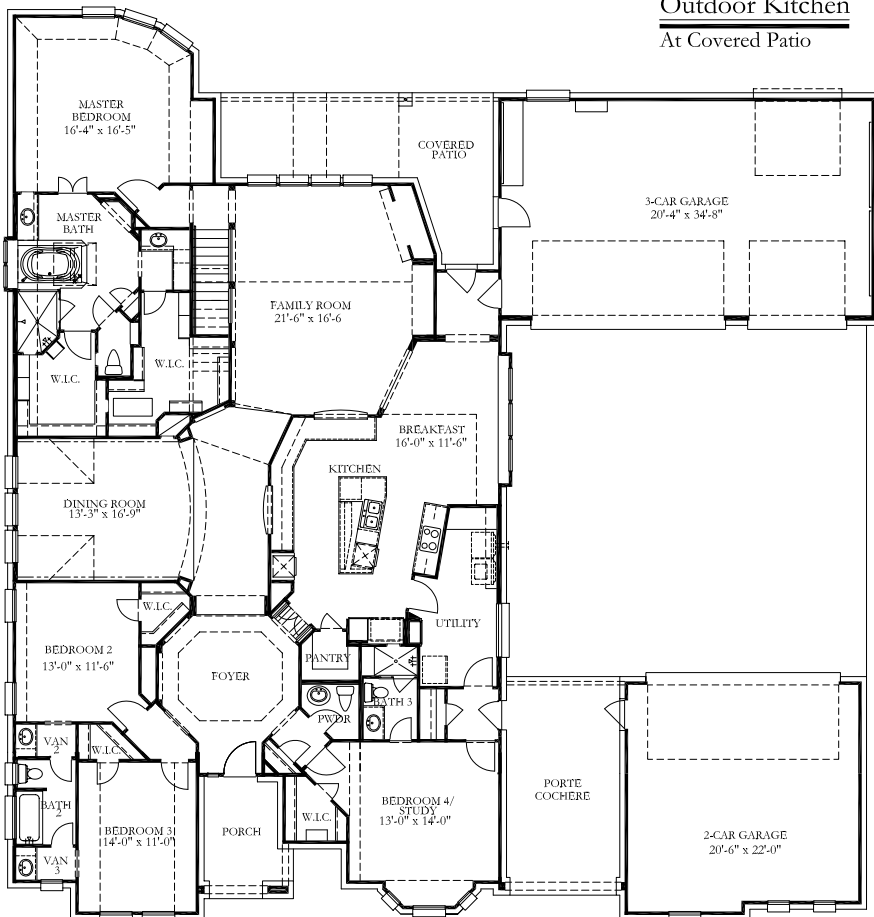 Outdoor Kitchen
At Covered Patio
MASTER
BEDROOM
16'-4" x 16'-5"
COVERED
PATIO
3-CAR GARAGE
20'-4" x 34'-8"
MASTER
BATH
FAMILY ROOM
21'-6" x 16'-6
W.I.C.
W.I.C.
BREAKFAST
16'-0" x 11'-6"
KITCHEN
DINING ROOM
13'-3" x 16'-9"
W.I.C.
UTILITY
BEDROOM 2
13'-0" x 11'-6"
PANTRY
FOYER
BATH 3
PWDR
VAN
2
W.I.C.
PORTE
COCHERE
BATH
2
BEDROOM 3
14'-0" x 11'-0"
PORCH
W.I.C.
BEDROOM 4/
STUDY
13'-0" x 14'-0"
2-CAR GARAGE
20'-6" x 22'-0"
VAN
3